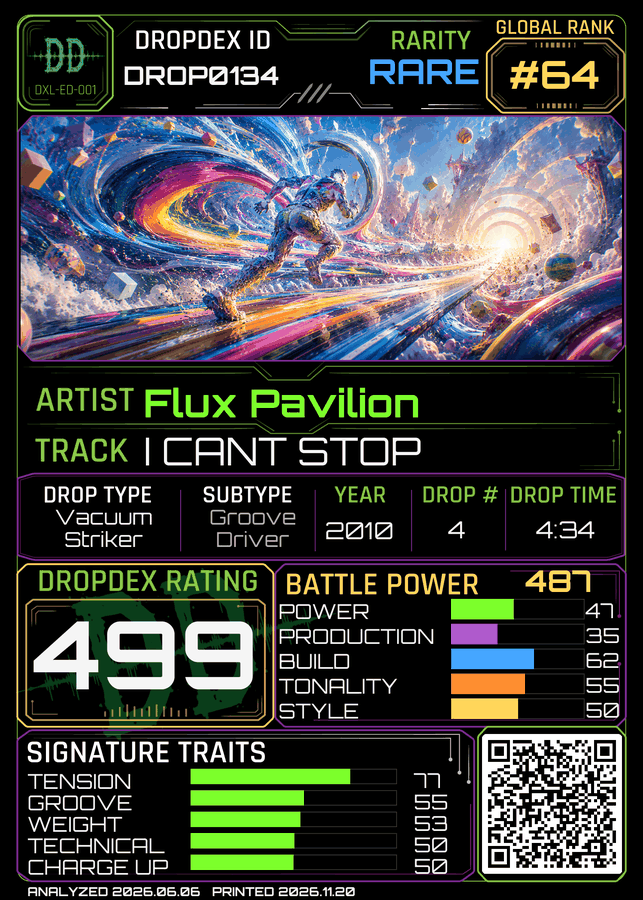 DD
DXL-ED-001
DROPDEX ID
DROP0134
RARITY
RARE
GLOBAL RANK
#64
ARTIST Flux Pavilion
TRACK I CANT STOP
DROP TYPE SUBTYPE YEAR DROP # DROP TIME
Vacuum Striker Groove Driver 2010 4 4:34
DROPDEX RATING
499
BATTLE POWER 487
POWER 47
PRODUCTION 35
BUILD 62
TONALITY 55
STYLE 50
SIGNATURE TRAITS
TENSION 77
GROOVE 55
WEIGHT 53
TECHNICAL 50
CHARGE UP 50
ANALYZED 2026.06.06 PRINTED 2026.11.20